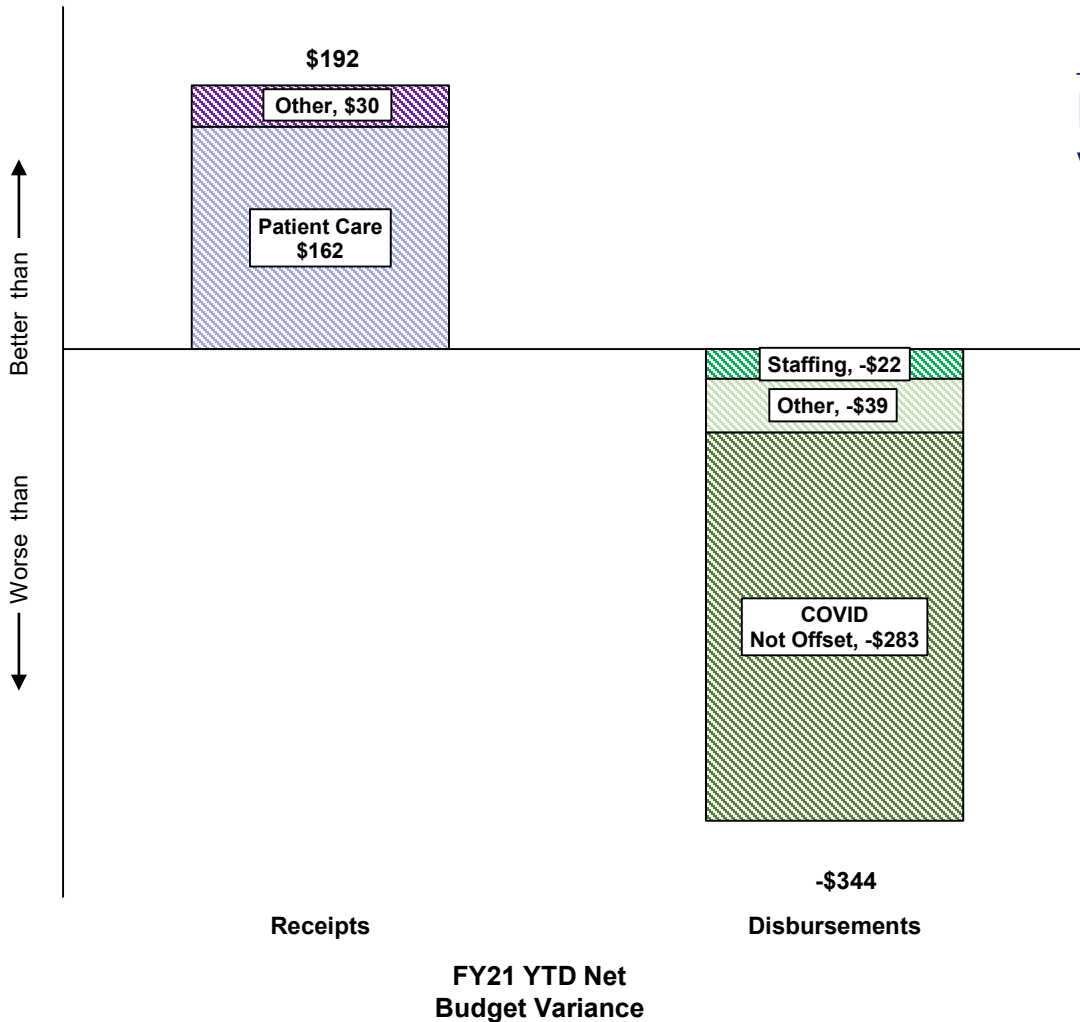 $192
Other, $30
Patient Care
$162
Better than
Worse than
Staffing, -$22
Other, -$39
COVID
Not Offset, -$283
-$344
Receipts
Disbursements
FY21 YTD Net
Budget Variance